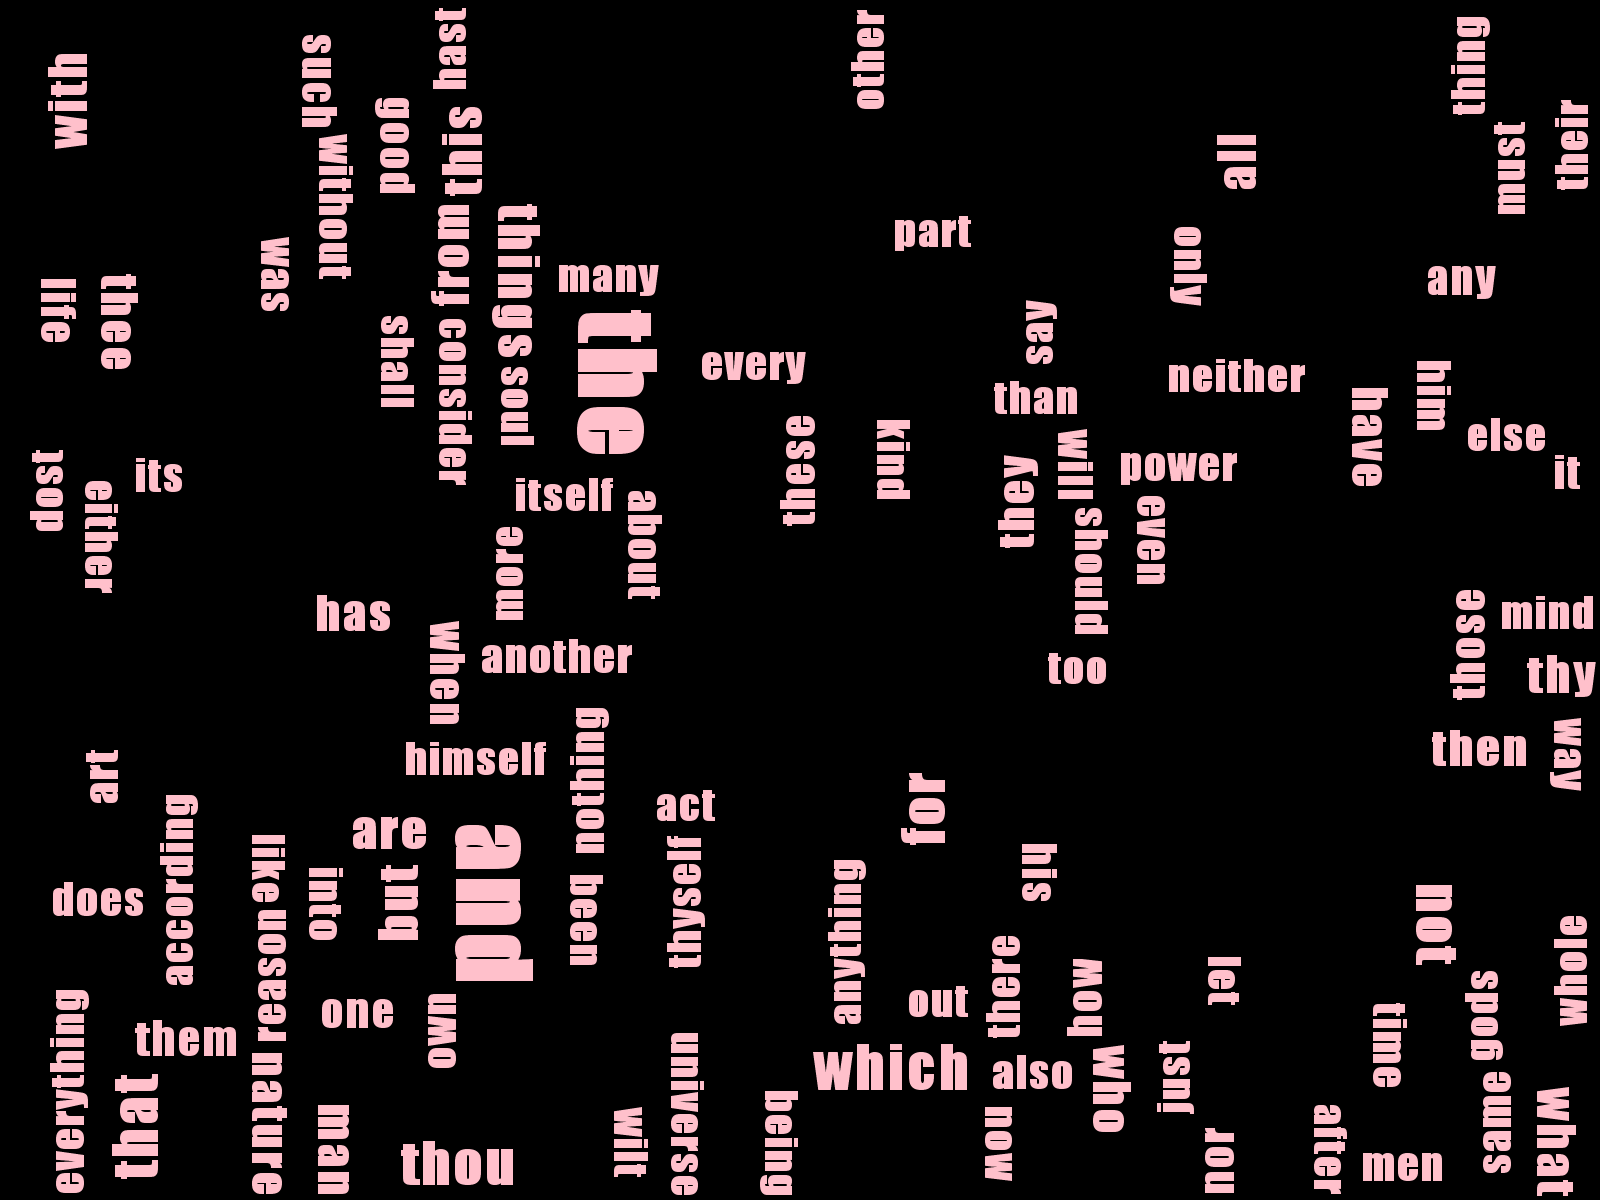 hast
other
thing
such
with
good
this
their
must
all
without
from
things
part
only
was
many
any
life
thee
the
say
shall
consider
every
neither
him
soul
than
have
these
kind
will
else
power
it
dost
its
they
either
itself
about
even
should
more
those
mind
has
when
another
too
thy
nothing
then
way
art
himself
for
act
according
are
and
like
thyself
his
anything
into
but
been
does
not
whole
reason
there
let
how
gods
everything
one
own
out
time
them
universe
which
also
who
just
nature
that
same
what
being
man
wilt
now
after
nor
thou
men